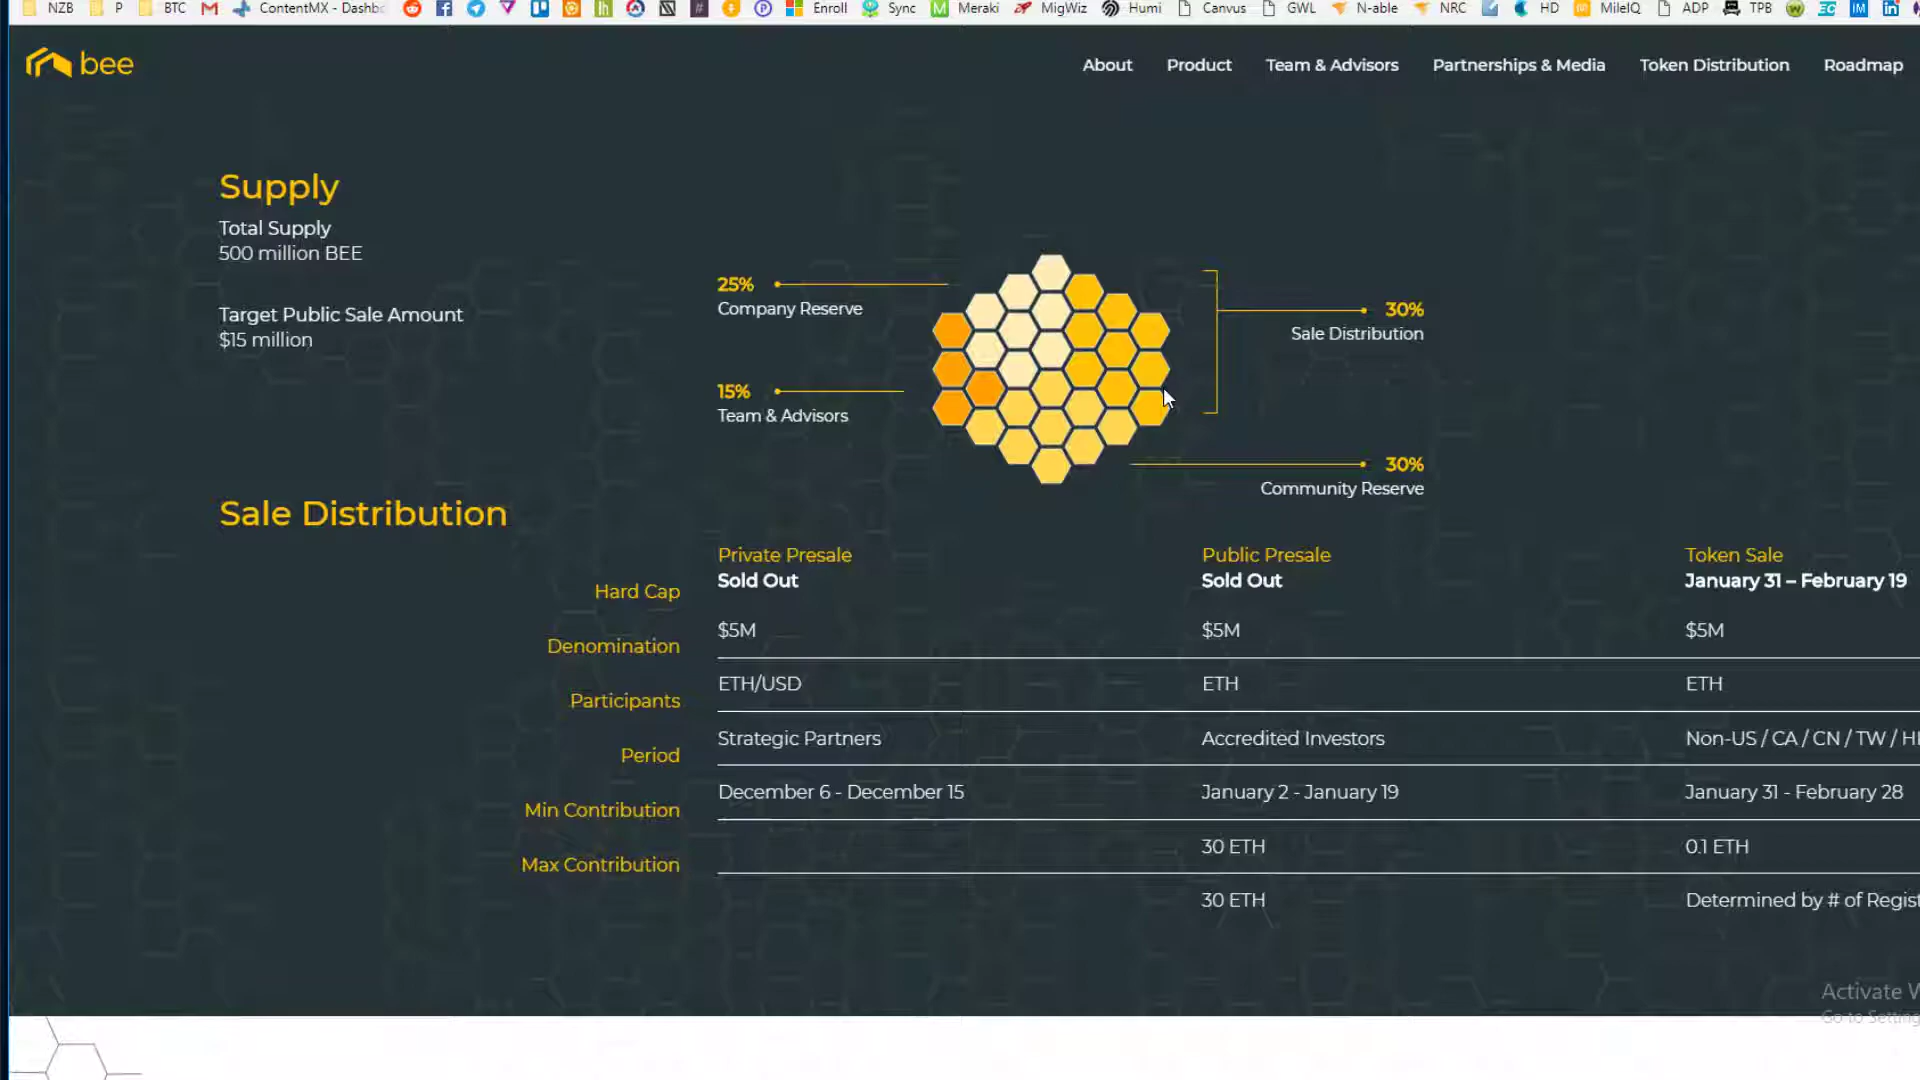 NZB P BTC ContentMX - Dashbo Enroll Sync Meraki MigWiz Humi Canvus GWL N-able NRC HD MileIQ ADP TPB
bee
About Product Team & Advisors Partnerships & Media Token Distribution Roadmap
Supply
Total Supply
500 million BEE
Target Public Sale Amount
$15 million
25%
Company Reserve
15%
Team & Advisors
30%
Sale Distribution
30%
Community Reserve
Sale Distribution
Private Presale Public Presale Token Sale
Sold Out Sold Out January 31 – February 19
Hard Cap
$5M $5M $5M
Denomination
ETH/USD ETH ETH
Participants
Strategic Partners Accredited Investors Non-US / CA / CN / TW /
Period
December 6 - December 15 January 2 - January 19 January 31 - February 28
Min Contribution
30 ETH 0.1 ETH
Max Contribution
30 ETH Determined by # of Regist
Activate W
Go to Setting